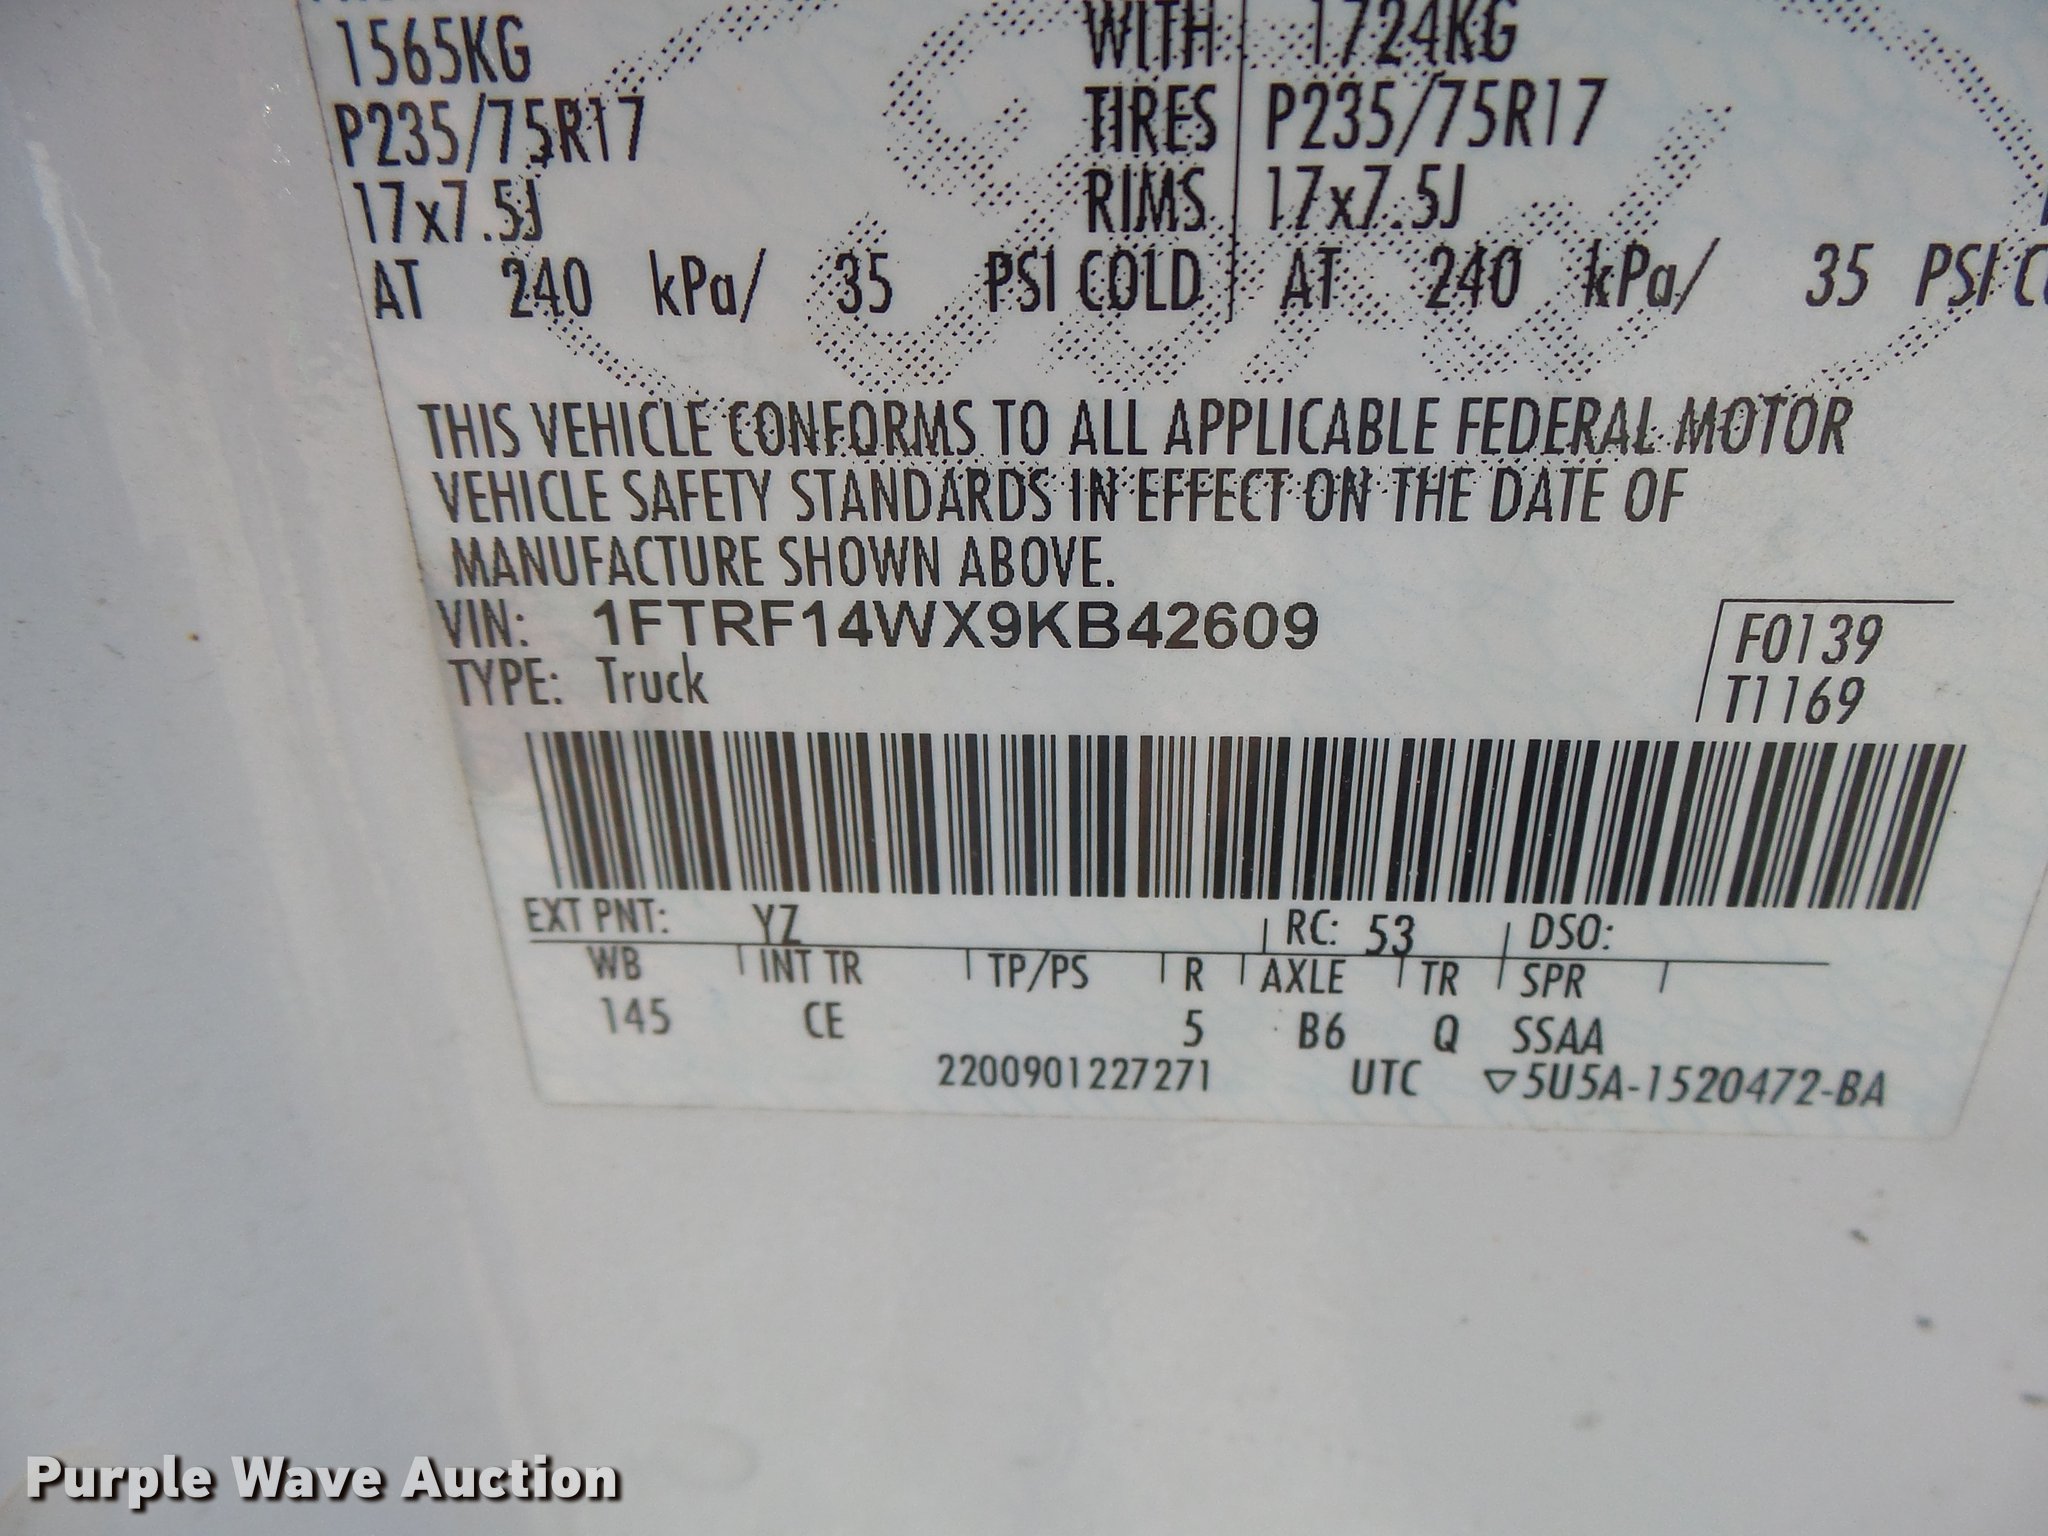 1565KG WITH 1724KG
P235/75R17 TIRES P235/75R17
17x7.5J RIMS 17x7.5J
AT 240 kPa/ 35 PSI COLD AT 240 kPa/ 35 PSI
THIS VEHICLE CONFORMS TO ALL APPLICABLE FEDERAL MOTOR
VEHICLE SAFETY STANDARDS IN EFFECT ON THE DATE OF
MANUFACTURE SHOWN ABOVE.
VIN: 1FTRF14WX9KB42609
TYPE: Truck
F0139
T1169
EXT PNT: YZ RC: 53 DSO:
WB INT TR TP/PS R AXLE TR SPR
145 CE 5 B6 Q SSAA
2200901227271 UTC ▽5U5A-1520472-BA
Purple Wave Auction